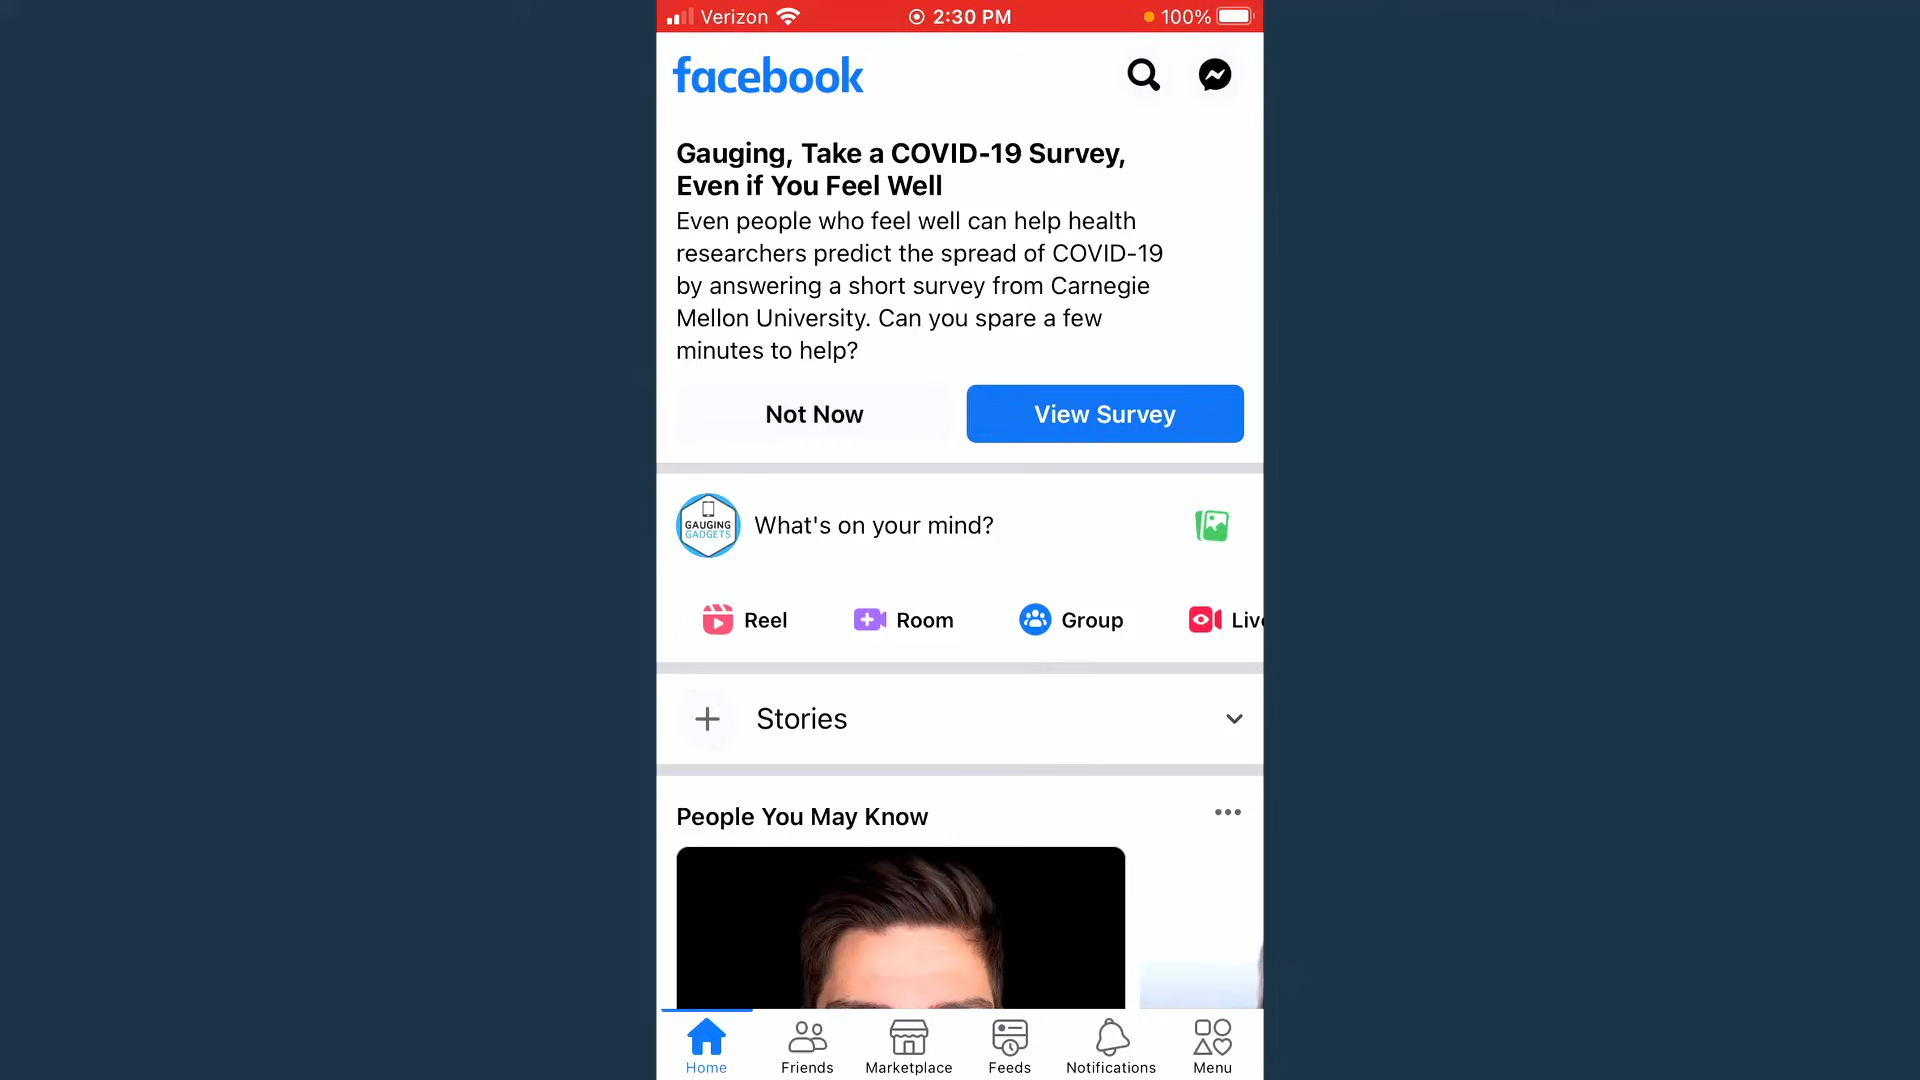 Verizon 2:30 PM 100%
facebook
Gauging, Take a COVID-19 Survey,
Even if You Feel Well
Even people who feel well can help health
researchers predict the spread of COVID-19
by answering a short survey from Carnegie
Mellon University. Can you spare a few
minutes to help?
Not Now View Survey
GAUGING
GADGETS
What's on your mind?
Reel Room Group Live
Stories
People You May Know
Home Friends Marketplace Feeds Notifications Menu